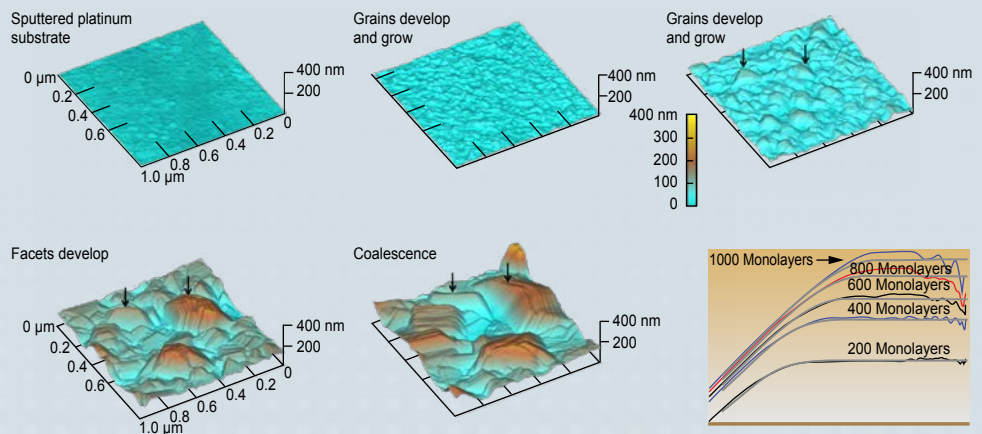 Sputtered platinum
substrate
0 µm
0.2
0.4
0.6
400 nm
200
0
0.2
0.4
0.6
0.8
1.0 µm
Grains develop
and grow
400 nm
200
Grains develop
and grow
400 nm
200
400 nm
300
200
100
0
Facets develop
0 µm
0.2
0.4
0.6
400 nm
200
0
0.2
0.4
0.6
0.8
1.0 µm
Coalescence
400 nm
200
1000 Monolayers
800 Monolayers
600 Monolayers
400 Monolayers
200 Monolayers